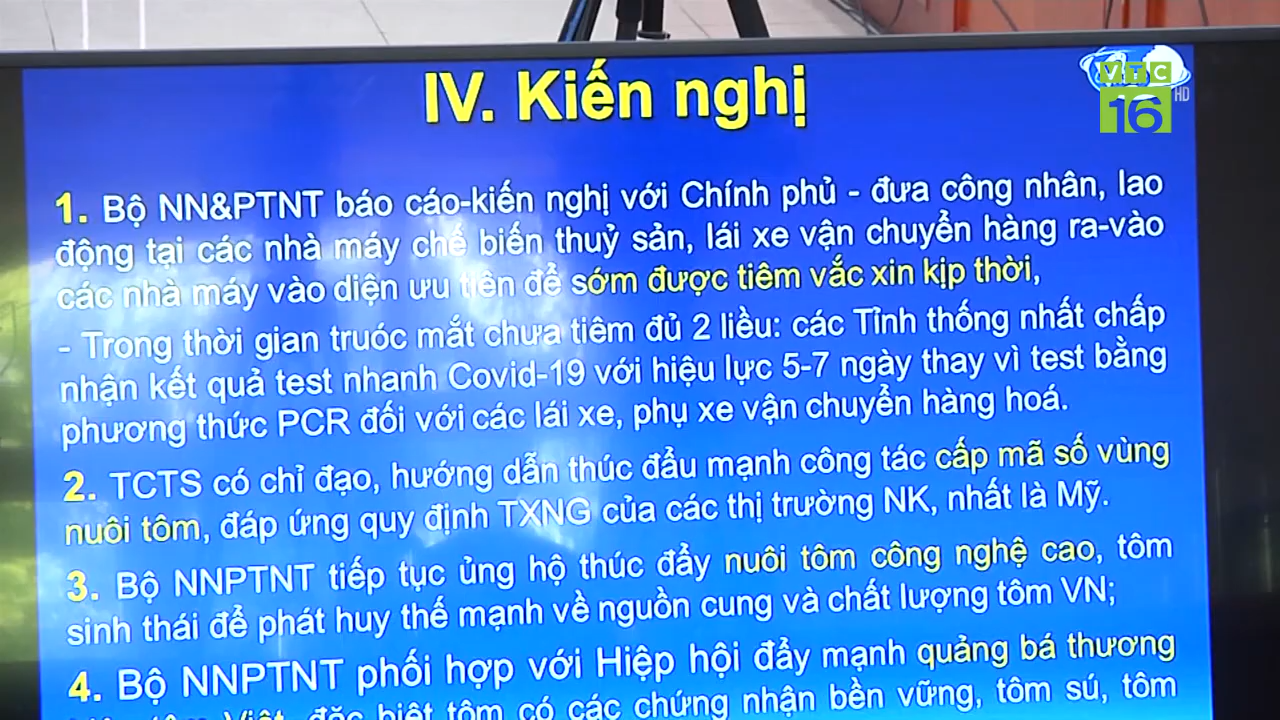 VTC
16
HD
IV. Kiến nghị
1. Bộ NN&PTNT báo cáo-kiến nghị với Chính phủ - đưa công nhân, lao
động tại các nhà máy chế biến thuỷ sản, lái xe vận chuyển hàng ra-vào
các nhà máy vào diện ưu tiên để sớm được tiêm vắc xin kịp thời,
- Trong thời gian truóc mắt chưa tiêm đủ 2 liều: các Tỉnh thống nhất chấp
nhận kết quả test nhanh Covid-19 với hiệu lực 5-7 ngày thay vì test bằng
phương thức PCR đối với các lái xe, phụ xe vận chuyển hàng hoá.
2. TCTS có chỉ đạo, hướng dẫn thúc đẩu mạnh công tác cấp mã số vùng
nuôi tôm, đáp ứng quy định TXNG của các thị trường NK, nhất là Mỹ.
3. Bộ NNPTNT tiếp tục ủng hộ thúc đẩy nuôi tôm công nghệ cao, tôm
sinh thái để phát huy thế mạnh về nguồn cung và chất lượng tôm VN;
4. Bộ NNPTNT phối hợp với Hiệp hội đẩy mạnh quảng bá thương
Việt, đặc biệt tôm có các chứng nhận bền vững, tôm sú, tôm